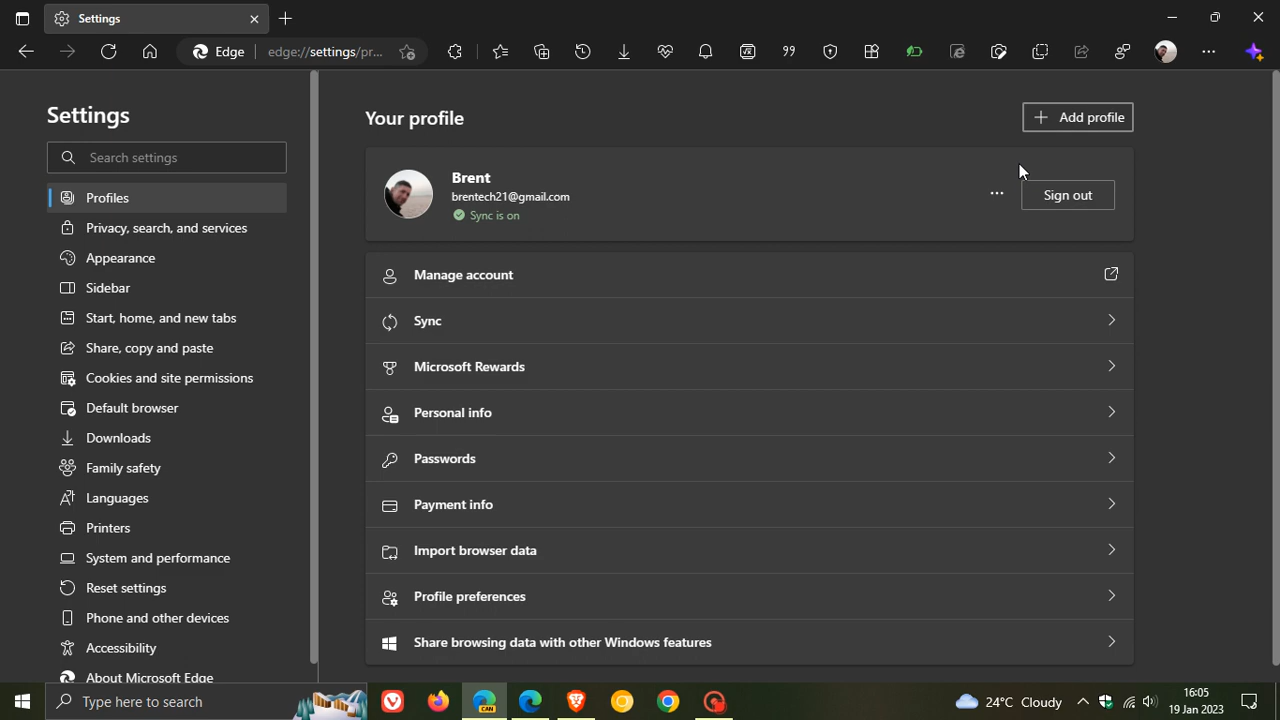 Settings
Edge edge://settings/pr...
Settings
Search settings
Profiles
Privacy, search, and services
Appearance
Sidebar
Start, home, and new tabs
Share, copy and paste
Cookies and site permissions
Default browser
Downloads
Family safety
Languages
Printers
System and performance
Reset settings
Phone and other devices
Accessibility
About Microsoft Edge
Your profile
Add profile
Brent
brentech21@gmail.com
Sync is on
Sign out
Manage account
Sync
Microsoft Rewards
Personal info
Passwords
Payment info
Import browser data
Profile preferences
Share browsing data with other Windows features
Type here to search
CAN
24°C Cloudy
16:05
19 Jan 2023